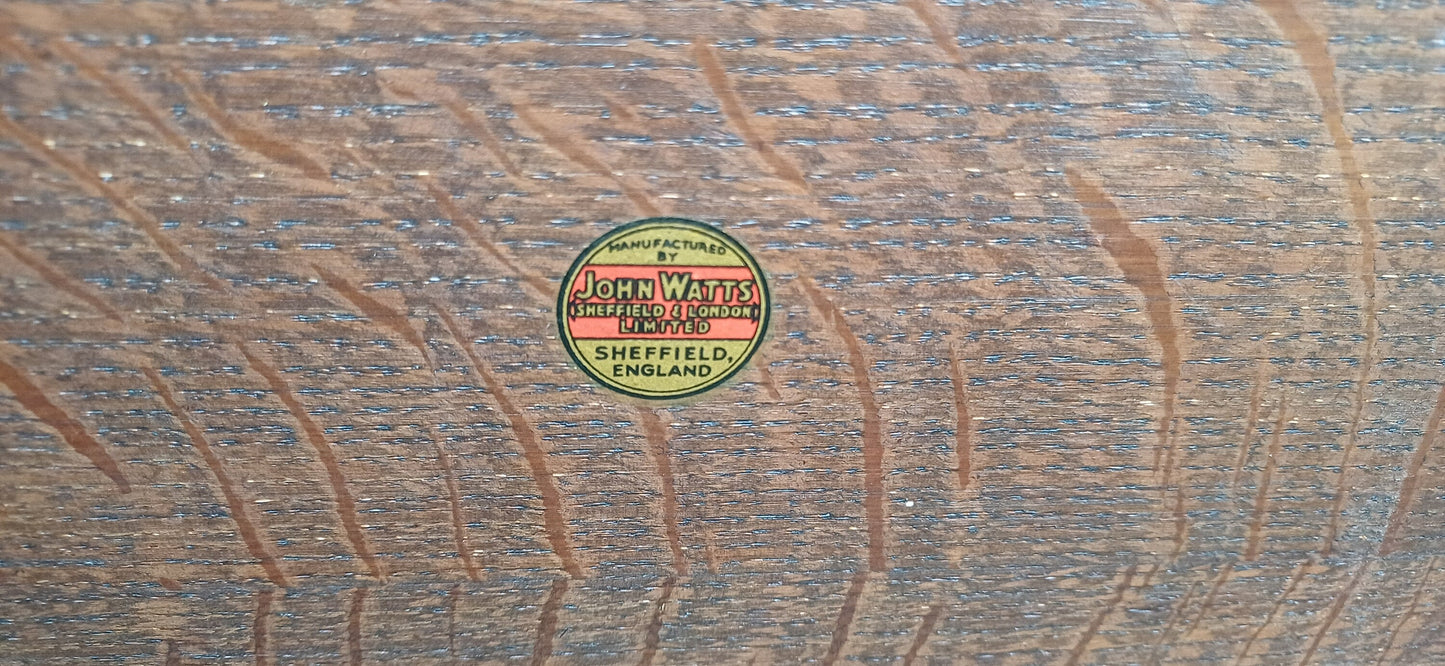 MANUFACTURED
BY
JOHN WATTS
(SHEFFIELD & LONDON)
LIMITED
SHEFFIELD,
ENGLAND